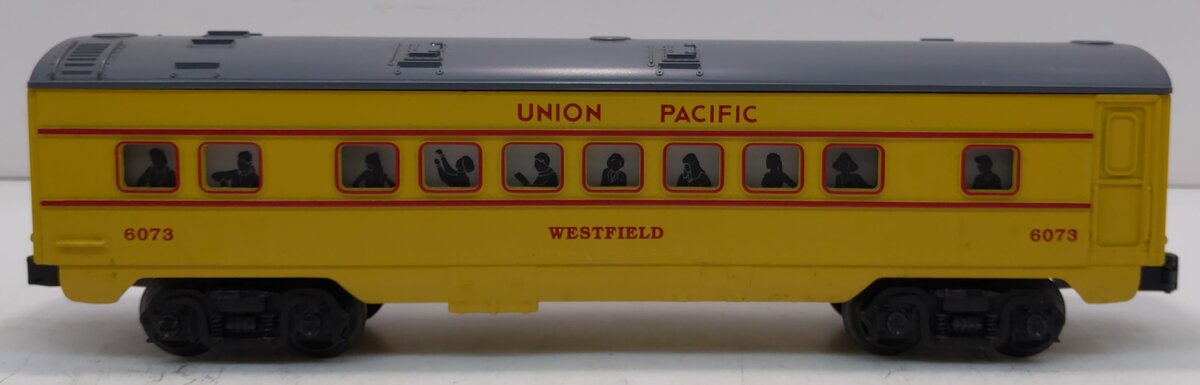 UNION PACIFIC
6073 WESTFIELD 6073